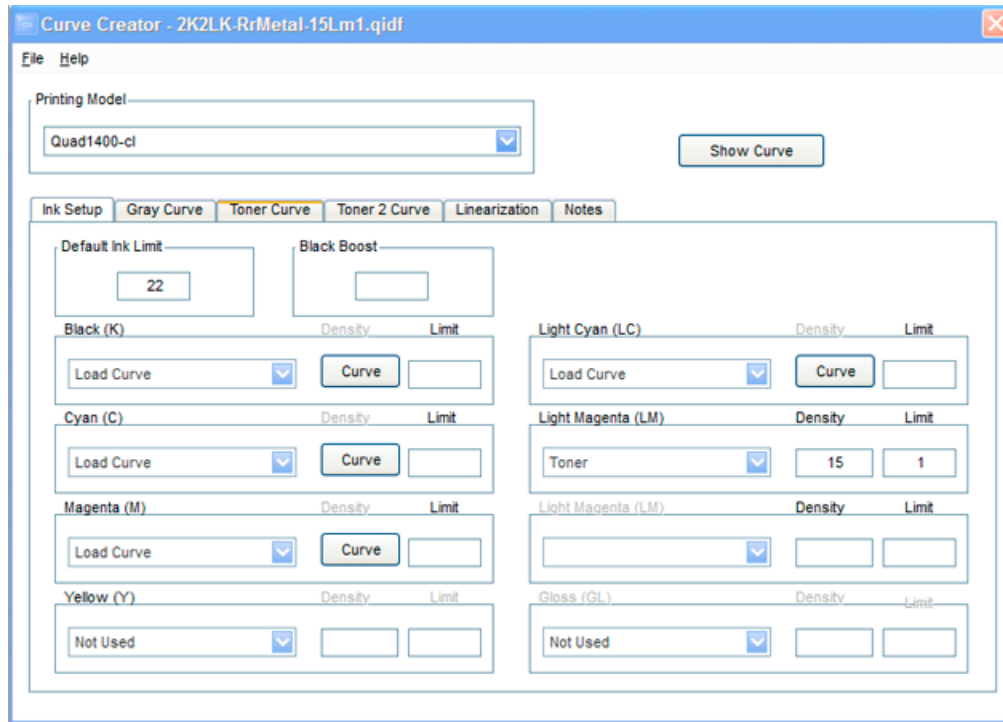 Curve Creator - 2K2LK-RrMetal-15Lm1.qidf
File Help
Printing Model
Quad1400-cl
Show Curve
Ink Setup Gray Curve Toner Curve Toner 2 Curve Linearization Notes
Default Ink Limit Black Boost
22
Black (K) Density Limit Light Cyan (LC) Density Limit
Load Curve Curve Load Curve Curve
Cyan (C) Density Limit Light Magenta (LM) Density Limit
Load Curve Curve Toner 15 1
Magenta (M) Density Limit Light Magenta (LM) Density Limit
Load Curve Curve
Yellow (Y) Density Limit Gloss (GL) Density Limit
Not Used Not Used